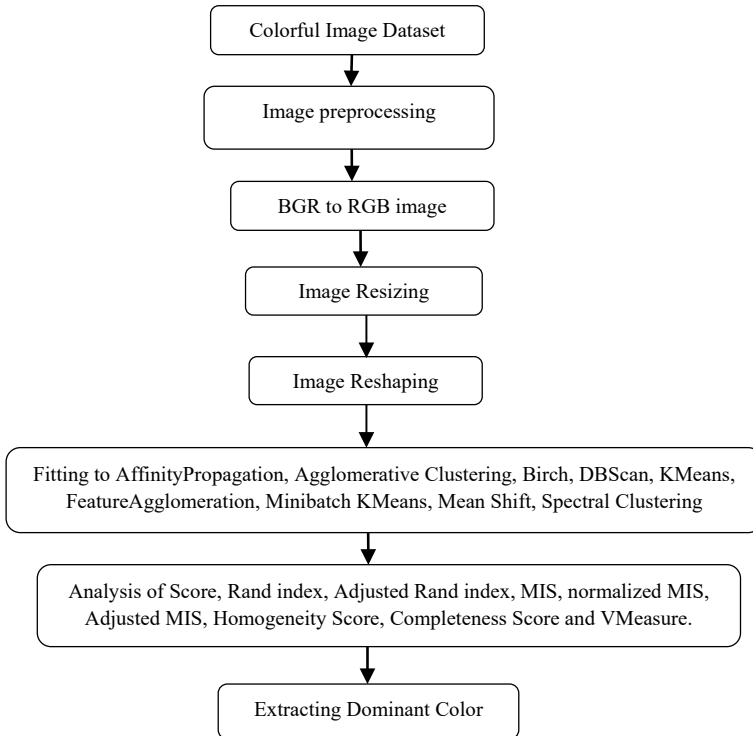 Colorful Image Dataset
Image preprocessing
BGR to RGB image
Image Resizing
Image Reshaping
Fitting to AffinityPropagation, Agglomerative Clustering, Birch, DBScan, KMeans,
FeatureAgglomeration, Minibatch KMeans, Mean Shift, Spectral Clustering
Analysis of Score, Rand index, Adjusted Rand index, MIS, normalized MIS,
Adjusted MIS, Homogeneity Score, Completeness Score and VMeasure.
Extracting Dominant Color